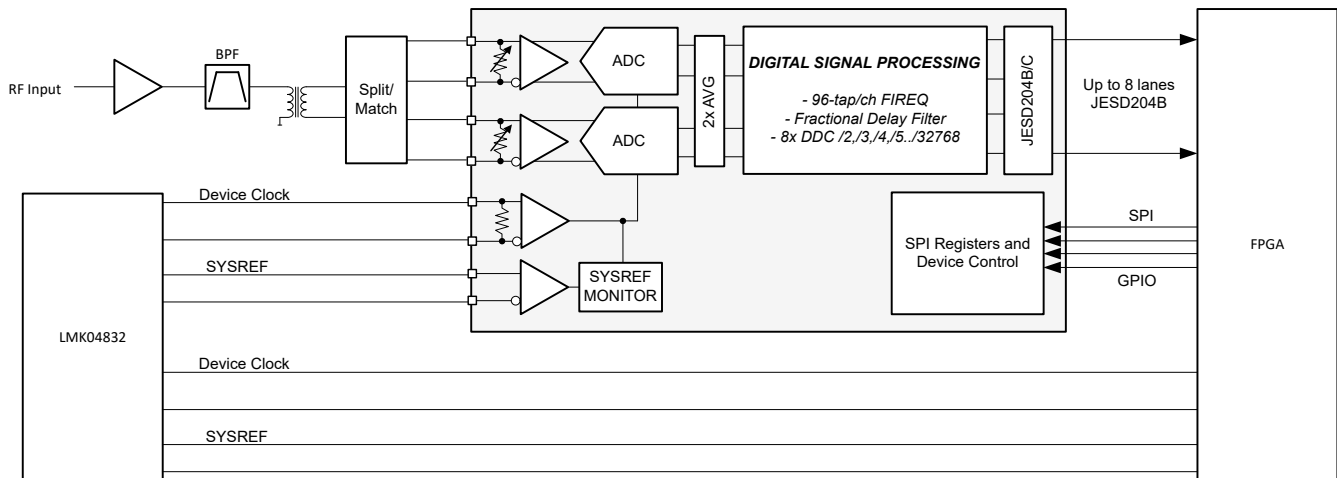 BPF
RF Input
Split/
Match
ADC
ADC
2x AVG
DIGITAL SIGNAL PROCESSING
- 96-tap/ch FIREQ
- Fractional Delay Filter
- 8x DDC /2,/3,/4,/5../32768
JESD204B/C
Up to 8 lanes
JESD204B
Device Clock
SYSREF
SYSREF
MONITOR
SPI Registers and
Device Control
SPI
GPIO
FPGA
LMK04832
Device Clock
SYSREF